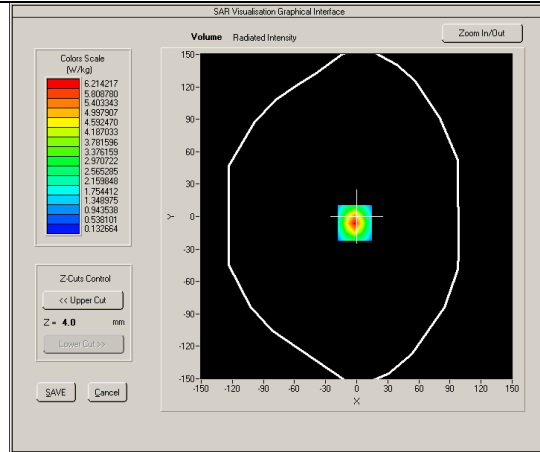 SAR Visualisation Graphical Interface
Volume Radiated Intensity
Zoom In/Out
Colors Scale
(W/kg)
6.214217
5.808780
5.403343
4.997907
4.592470
4.187033
3.781596
3.376159
2.970722
2.565285
2.159848
1.754412
1.348975
0.943538
0.538101
0.132664
Z-Cuts Control
<< Upper Cut
Z = 4.0 mm
Lower Cut >>
SAVE Cancel
150-
120-
90-
60-
30-
Y 0-
-30-
-60-
-90-
-120-
-150-
-150 -120 -90 -60 -30 0 30 60 90 120 150
X